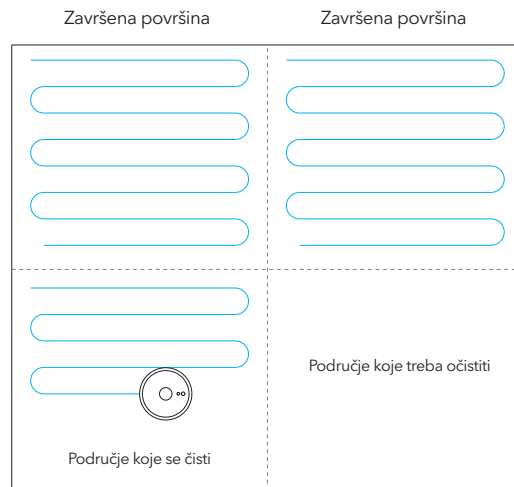 Završena površina
Završena površina
Područje koje treba očistiti
Područje koje se čisti